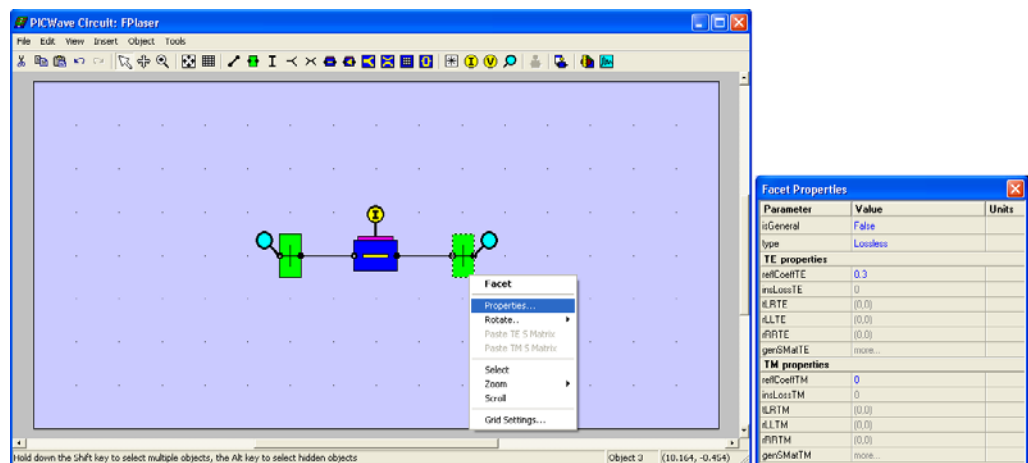 PICWave Circuit: FPlaser
File Edit View Insert Object Tools
I V
I
Facet
Properties...
Rotate..
Paste TE S Matrix
Paste TM S Matrix
Select
Zoom
Scroll
Grid Settings...
Hold down the Shift key to select multiple objects, the Alt key to select hidden objects Object 3 (10.164, -0.454)
Facet Properties
Parameter Value Units
isGeneral False
type Lossless
TE properties
reflCoeffTE 0.3
insLossTE 0
tLRTE (0,0)
rLLTE (0,0)
rRRTE (0,0)
genSMatTE more...
TM properties
reflCoeffTM 0
insLossTM 0
tLRTM (0,0)
rLLTM (0,0)
rRRTM (0,0)
genSMatTM more...